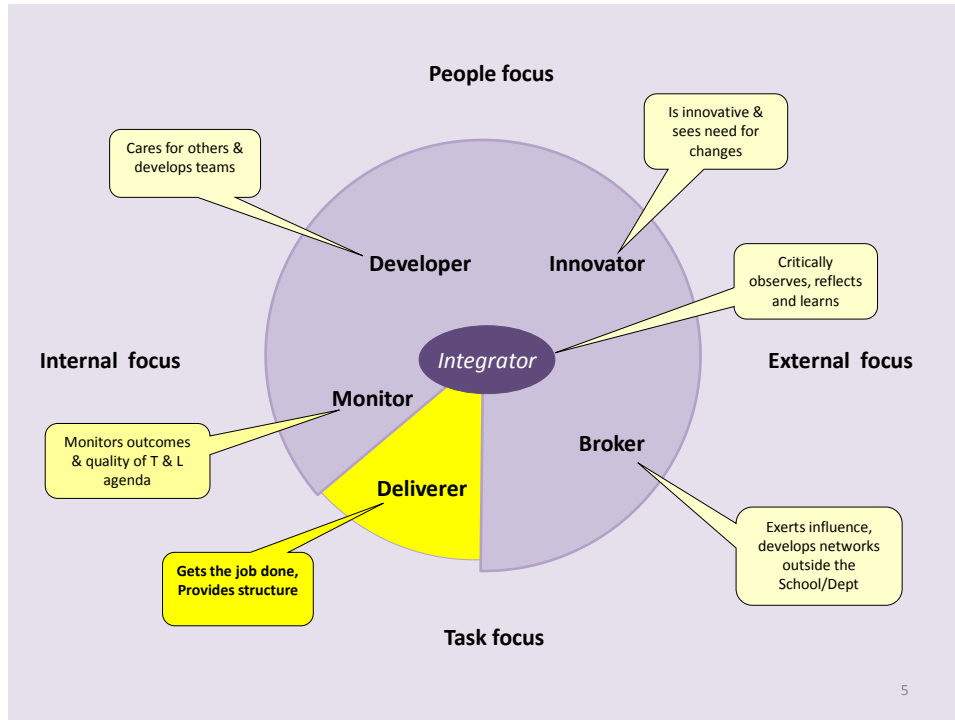 People focus
Is innovative &
sees need for
changes
Cares for others &
develops teams
Developer
Innovator
Critically
observes, reflects
and learns
Internal focus
Integrator
External focus
Monitor
Monitors outcomes
& quality of T & L
agenda
Broker
Deliverer
Exerts influence,
develops networks
outside the
School/Dept
Gets the job done,
Provides structure
Task focus
5